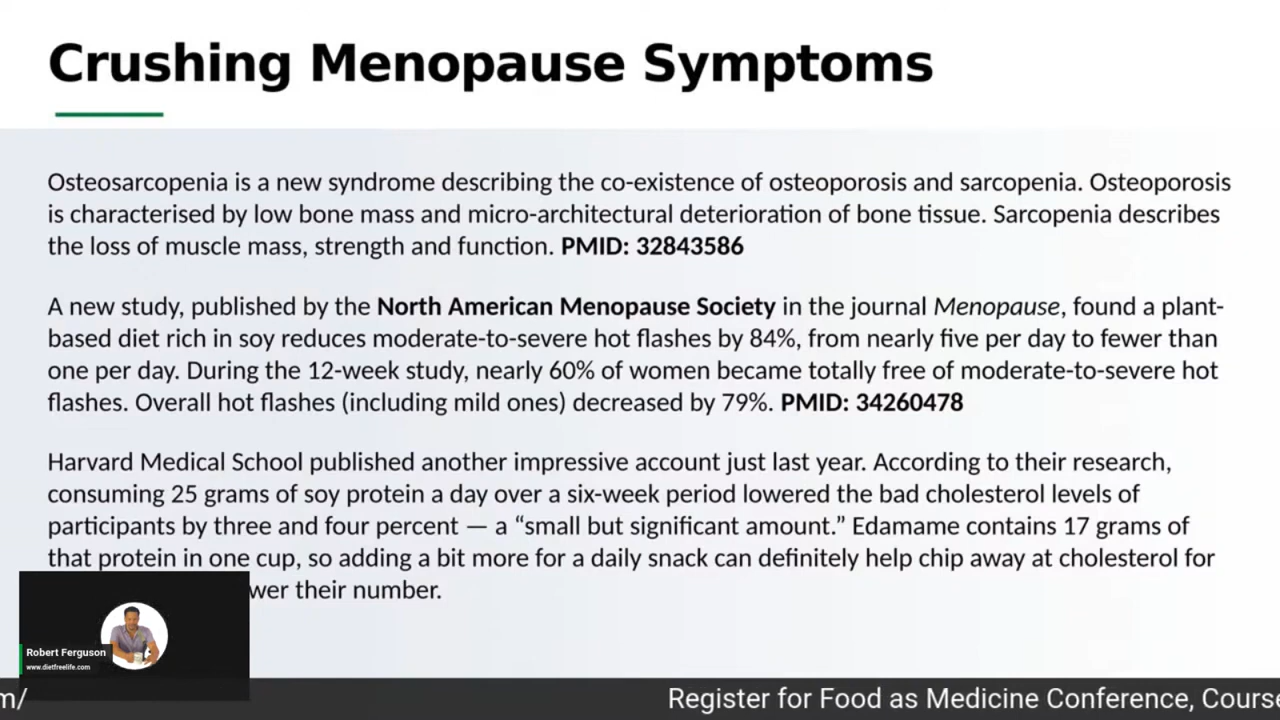 Crushing Menopause Symptoms
Osteosarcopenia is a new syndrome describing the co-existence of osteoporosis and sarcopenia. Osteoporosis
is characterised by low bone mass and micro-architectural deterioration of bone tissue. Sarcopenia describes
the loss of muscle mass, strength and function. PMID: 32843586
A new study, published by the North American Menopause Society in the journal Menopause, found a plant-
based diet rich in soy reduces moderate-to-severe hot flashes by 84%, from nearly five per day to fewer than
one per day. During the 12-week study, nearly 60% of women became totally free of moderate-to-severe hot
flashes. Overall hot flashes (including mild ones) decreased by 79%. PMID: 34260478
Harvard Medical School published another impressive account just last year. According to their research,
consuming 25 grams of soy protein a day over a six-week period lowered the bad cholesterol levels of
participants by three and four percent — a “small but significant amount.” Edamame contains 17 grams of
that protein in one cup, so adding a bit more for a daily snack can definitely help chip away at cholesterol for
wer their number.
Robert Ferguson
www.dietfreelife.com
m/ Register for Food as Medicine Conference, Course